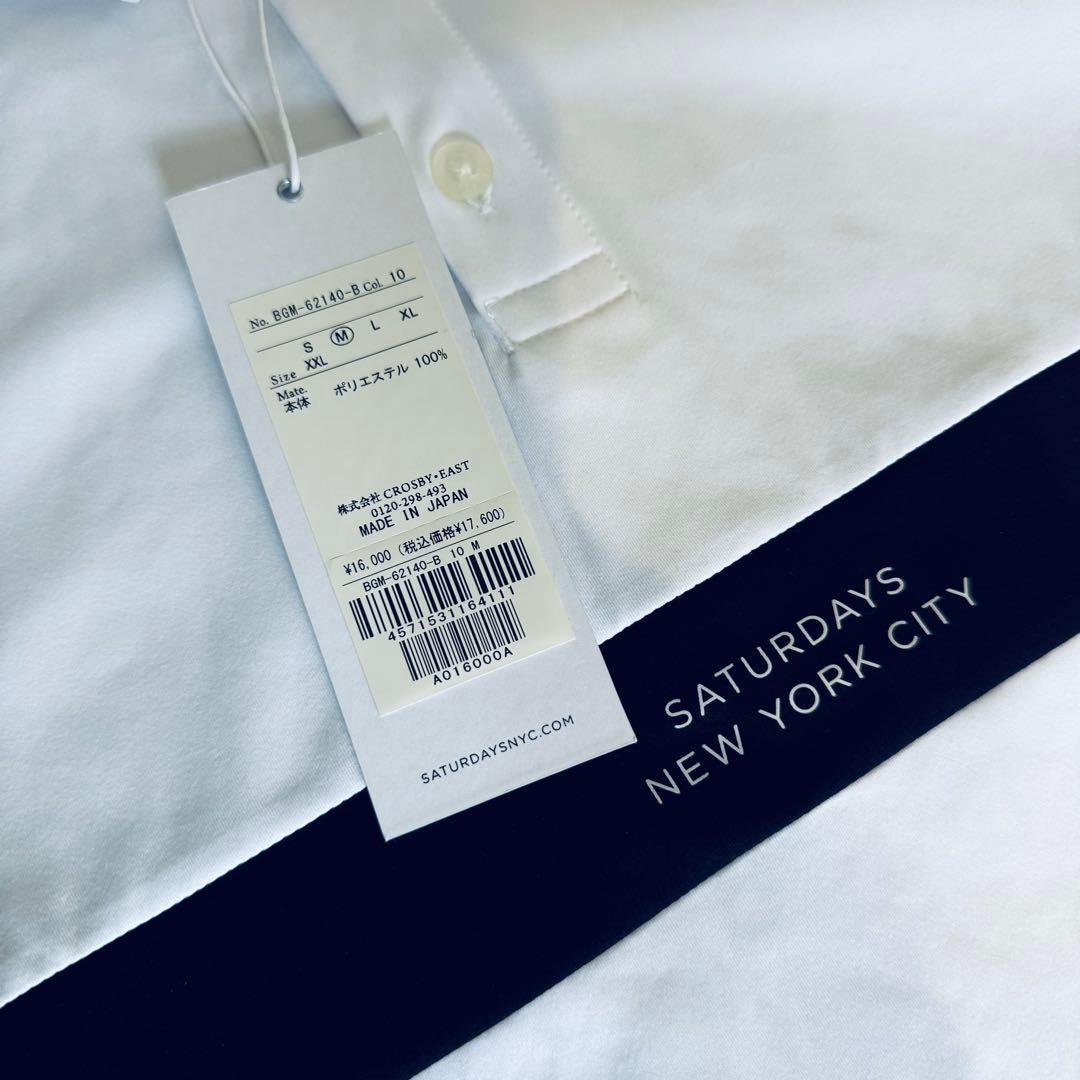 No. BGM-62140-B Col. 10
S M L XL
Size XXL
Mate.
本体 ポリエステル 100%
株式会社 CROSBY・EAST
0120-298-493
MADE IN JAPAN
¥16,000 (税込価格¥17,600)
BGM-62140-B 10 M
4571531164111
A016000A
SATURDAYSNYC.COM
SATURDAYS
NEW YORK CITY